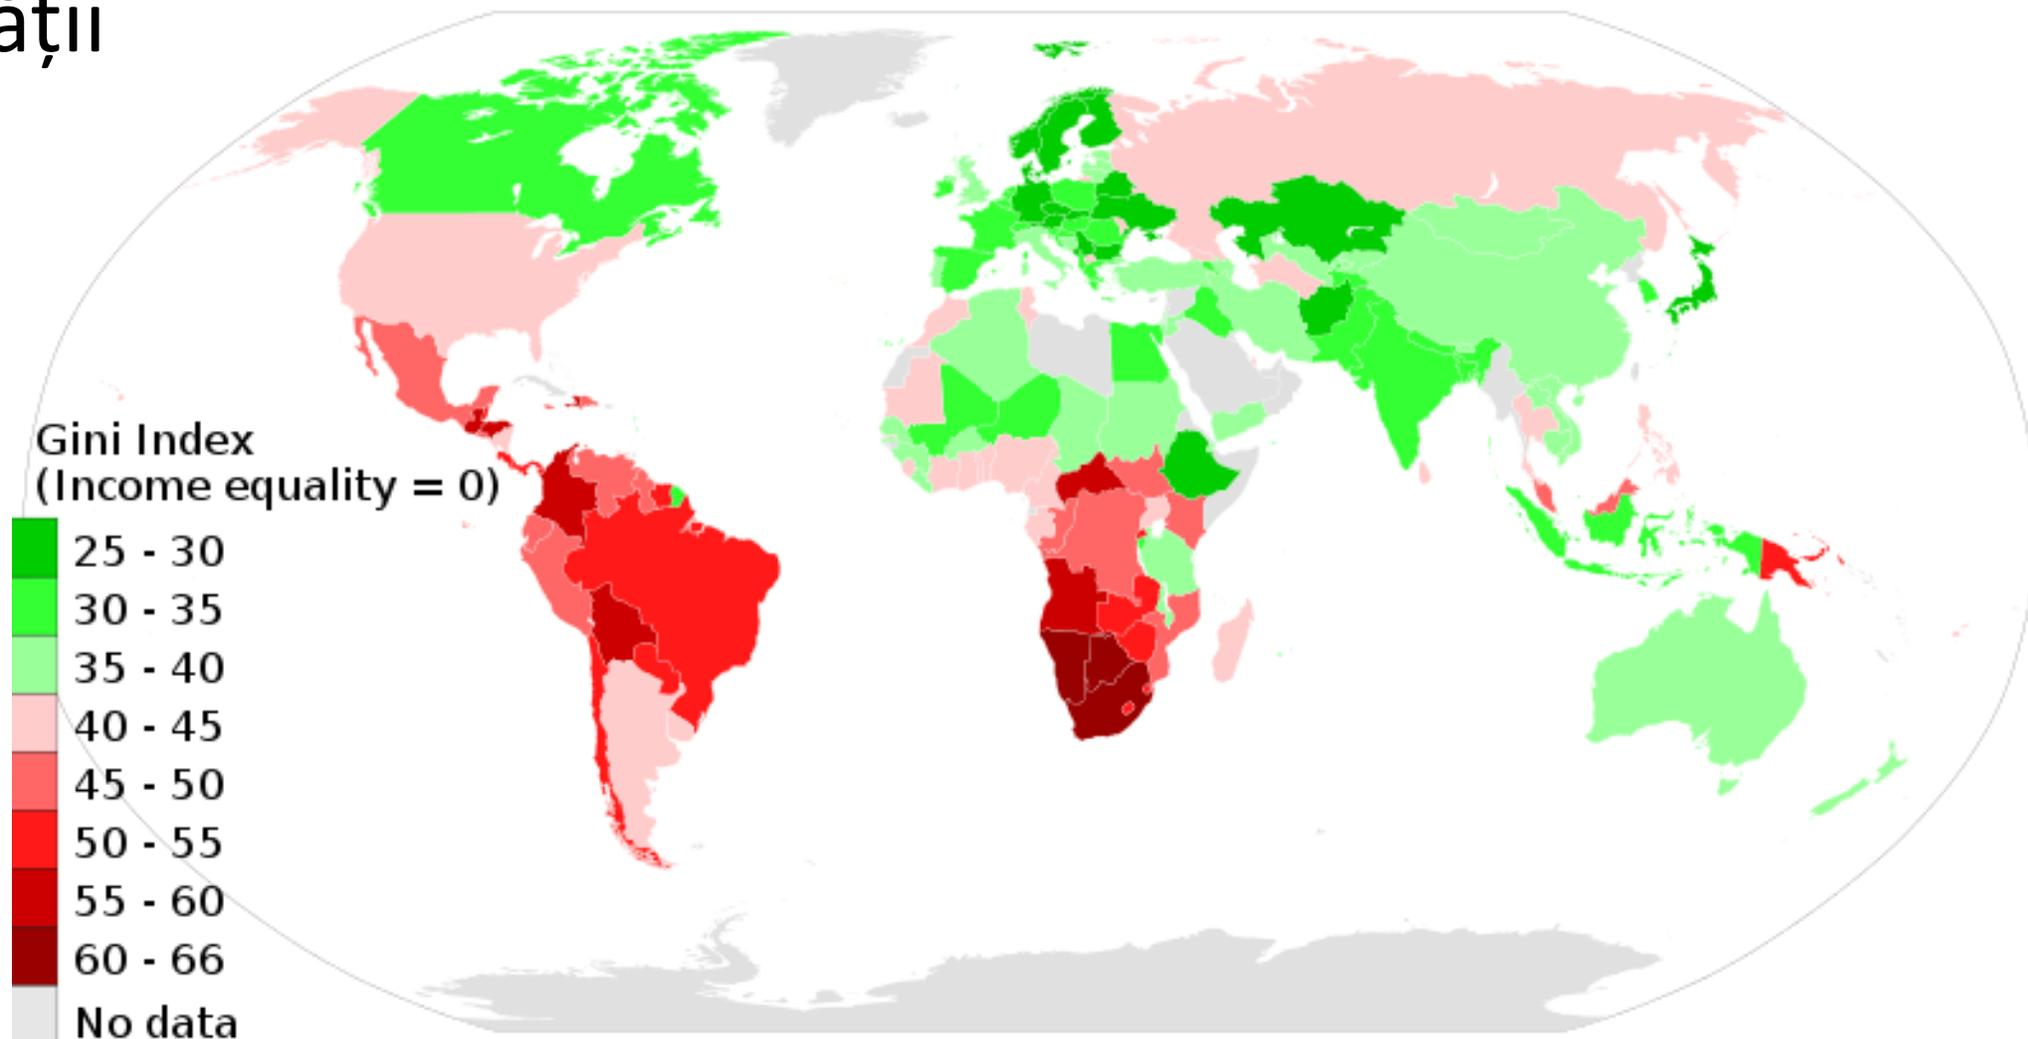 ății
Gini Index
(Income equality = 0)
25 - 30
30 - 35
35 - 40
40 - 45
45 - 50
50 - 55
55 - 60
60 - 66
No data